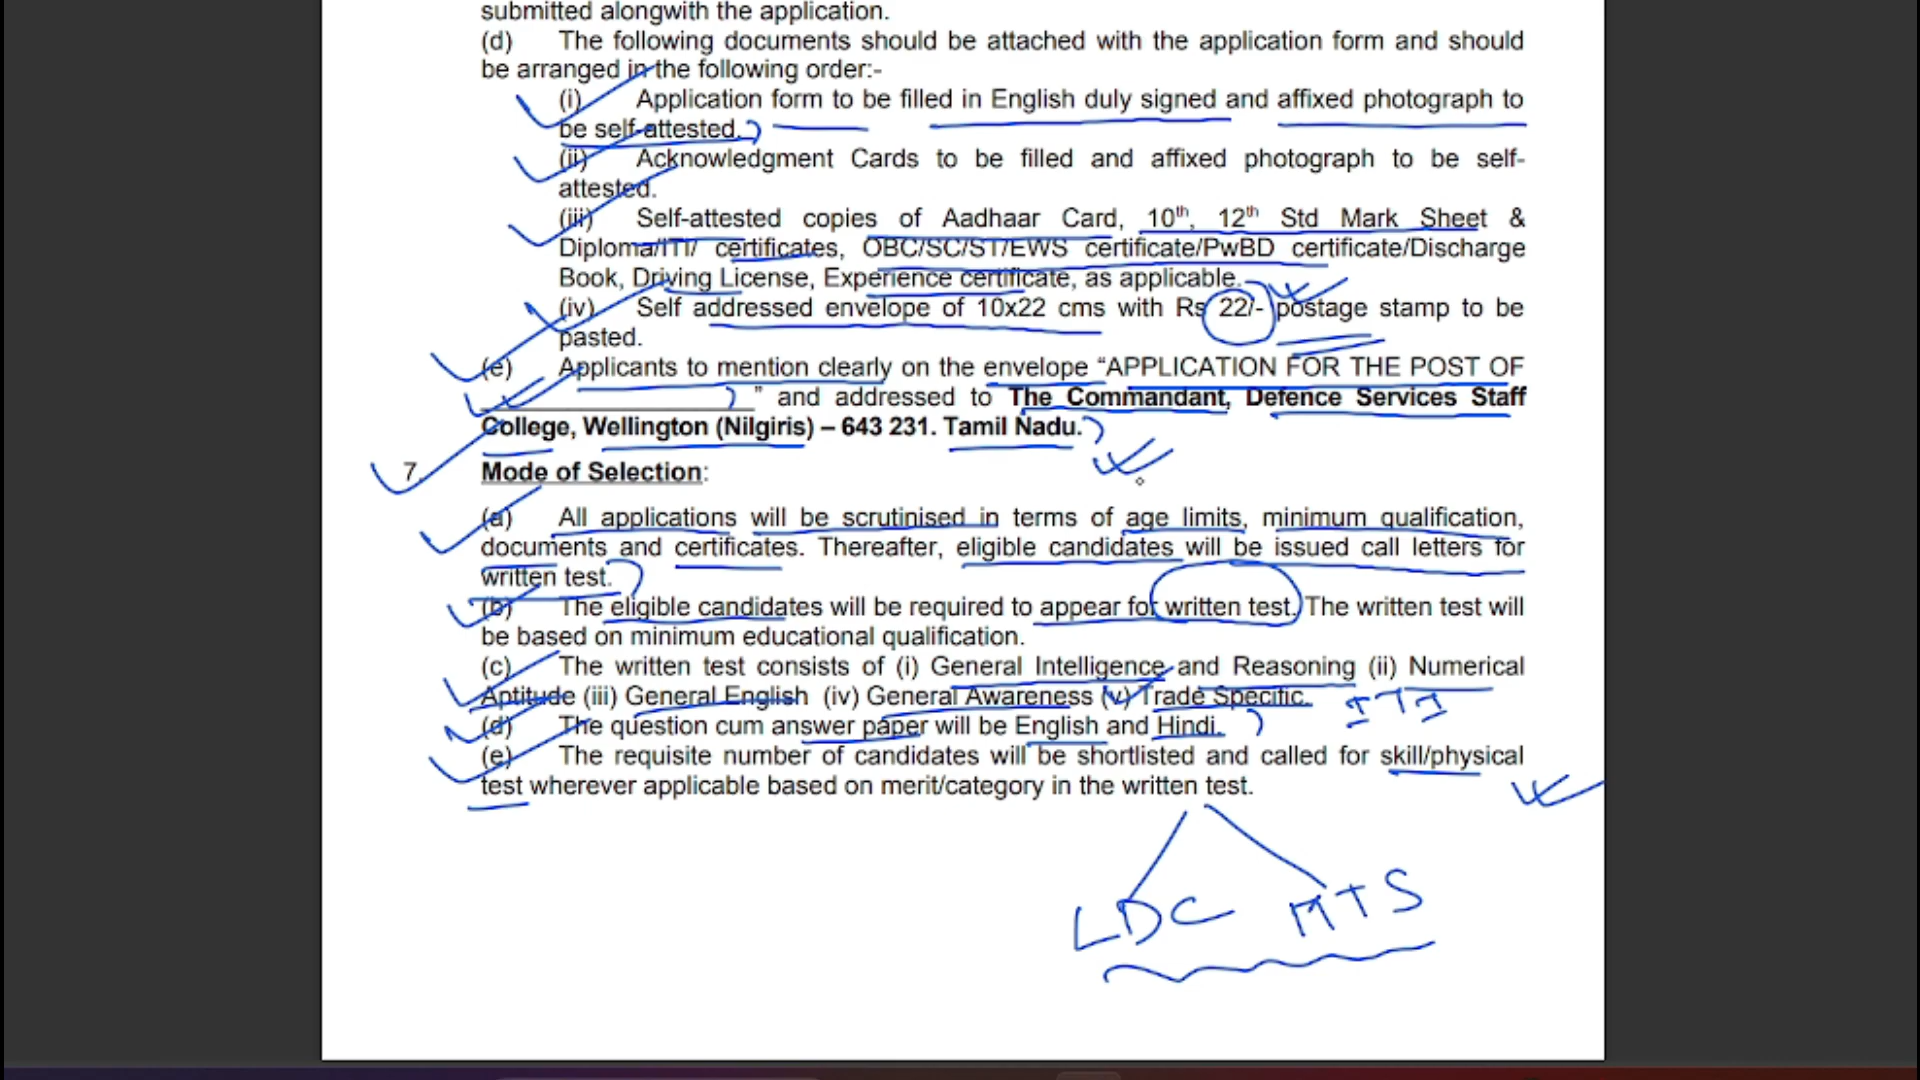 submitted alongwith the application.
(d) The following documents should be attached with the application form and should
be arranged in the following order:-
(i) Application form to be filled in English duly signed and affixed photograph to
be self-attested.
(ii) Acknowledgment Cards to be filled and affixed photograph to be self-
attested.
(iii) Self-attested copies of Aadhaar Card, 10th, 12th Std Mark Sheet &
Diploma/ITI/ certificates, OBC/SC/ST/EWS certificate/PwBD certificate/Discharge
Book, Driving License, Experience certificate, as applicable.
(iv) Self addressed envelope of 10x22 cms with Rs 22/- postage stamp to be
pasted.
(e) Applicants to mention clearly on the envelope “APPLICATION FOR THE POST OF
____________________” and addressed to The Commandant, Defence Services Staff
College, Wellington (Nilgiris) – 643 231. Tamil Nadu.
7. Mode of Selection:
(a) All applications will be scrutinised in terms of age limits, minimum qualification,
documents and certificates. Thereafter, eligible candidates will be issued call letters for
written test.
(b) The eligible candidates will be required to appear for written test. The written test will
be based on minimum educational qualification.
(c) The written test consists of (i) General Intelligence and Reasoning (ii) Numerical
Aptitude (iii) General English (iv) General Awareness (v) Trade Specific.
ITI
(d) The question cum answer paper will be English and Hindi.
(e) The requisite number of candidates will be shortlisted and called for skill/physical
test wherever applicable based on merit/category in the written test.
LDC MTS